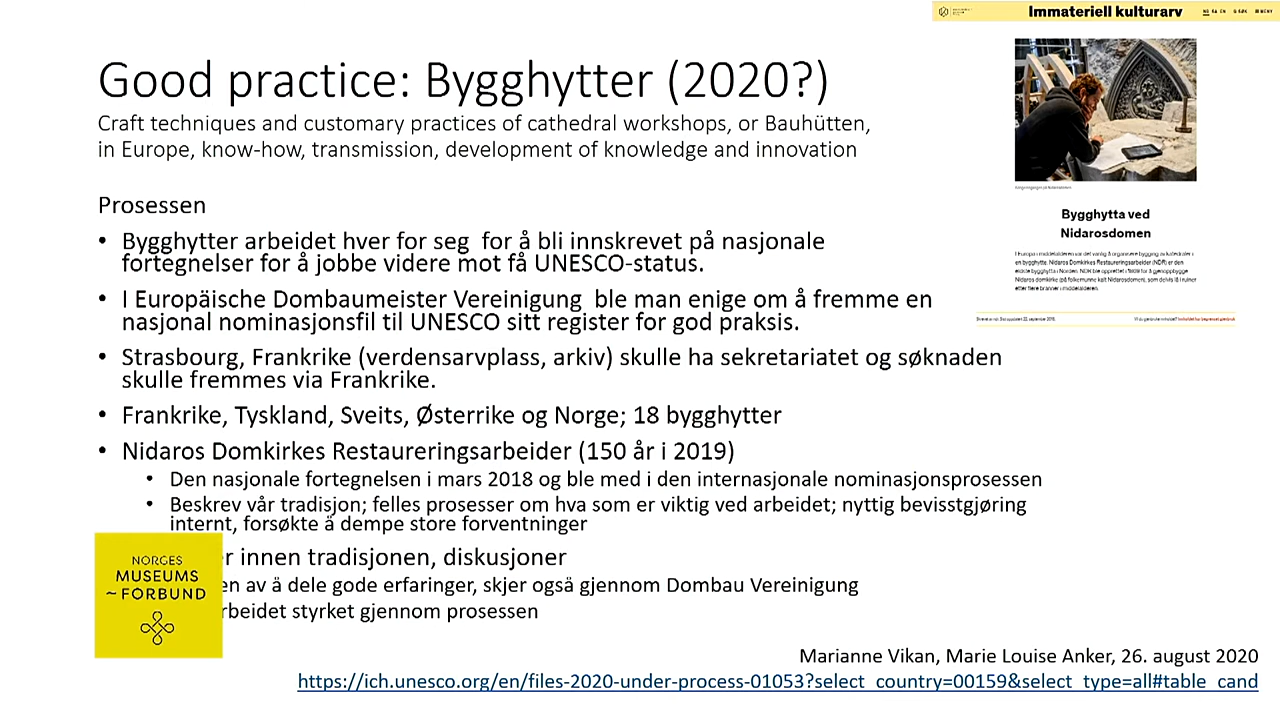 Immateriell kulturarv
Good practice: Bygghytter (2020?)
Craft techniques and customary practices of cathedral workshops, or Bauhütten,
in Europe, know-how, transmission, development of knowledge and innovation
Bygghytta ved
Nidarosdomen
Prosessen
• Bygghytter arbeidet hver for seg for å bli innskrevet på nasjonale
fortegnelser for å jobbe videre mot få UNESCO-status.
• I Europäische Dombaumeister Vereinigung ble man enige om å fremme en
nasjonal nominasjonsfil til UNESCO sitt register for god praksis.
• Strasbourg, Frankrike (verdensarvplass, arkiv) skulle ha sekretariatet og søknaden
skulle fremmes via Frankrike.
• Frankrike, Tyskland, Sveits, Østerrike og Norge; 18 bygghytter
• Nidaros Domkirkes Restaureringsarbeider (150 år i 2019)
• Den nasjonale fortegnelsen i mars 2018 og ble med i den internasjonale nominasjonsprosessen
• Beskrev vår tradisjon; felles prosesser om hva som er viktig ved arbeidet; nyttig bevisstgjøring
internt, forsøkte å dempe store forventninger
innen tradisjonen, diskusjoner
av å dele gode erfaringer, skjer også gjennom Dombau Vereinigung
styrket gjennom prosessen
NORGES
MUSEUMS
~FORBUND
Marianne Vikan, Marie Louise Anker, 26. august 2020
https://ich.unesco.org/en/files-2020-under-process-01053?select_country=00159&select_type=all#table_cand